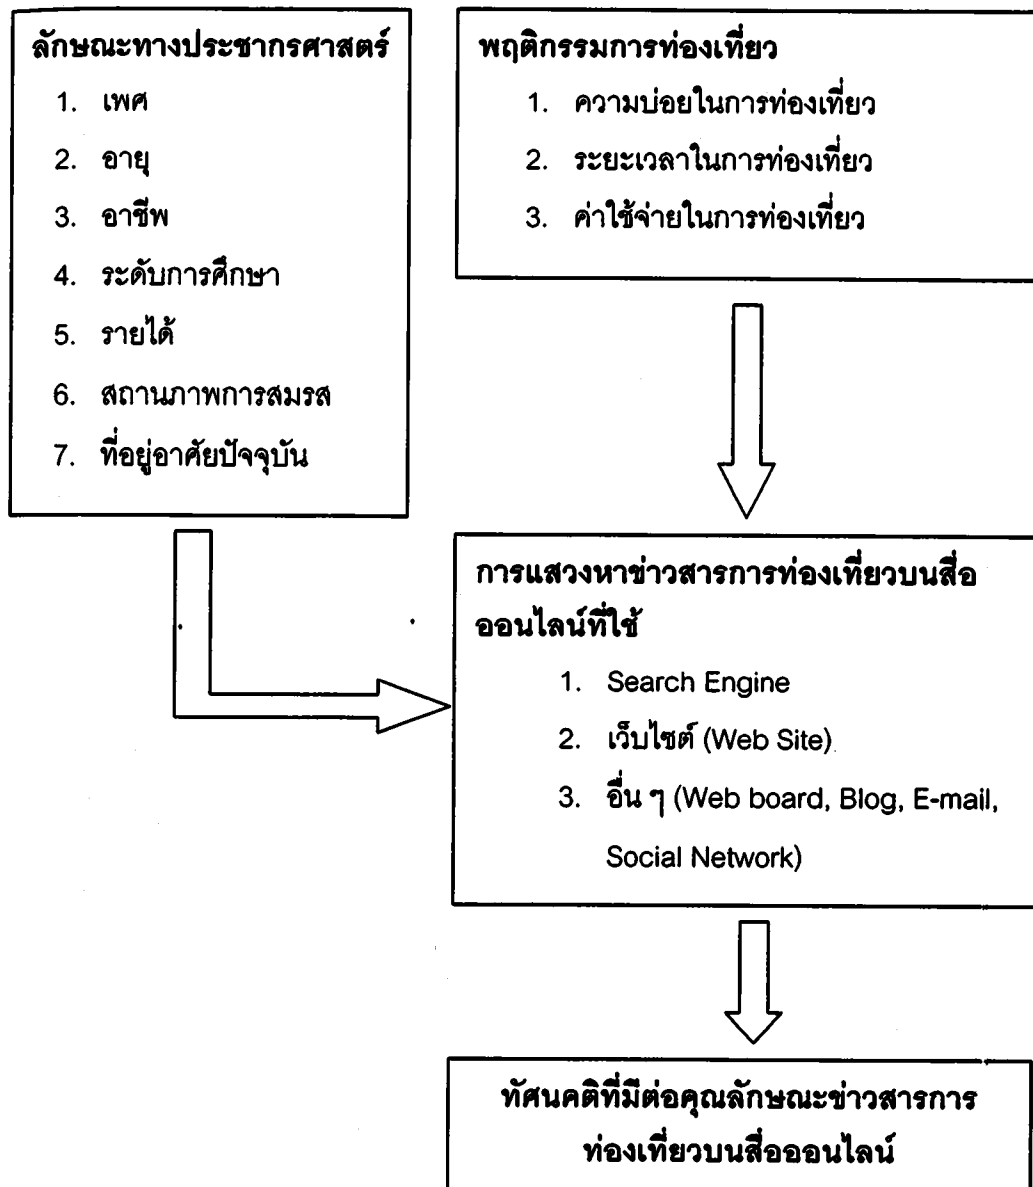 ลักษณะทางประชากรศาสตร์
1. เพศ
2. อายุ
3. อาชีพ
4. ระดับการศึกษา
5. รายได้
6. สถานภาพการสมรส
7. ที่อยู่อาศัยปัจจุบัน
พฤติกรรมการท่องเที่ยว
1. ความบ่อยในการท่องเที่ยว
2. ระยะเวลาในการท่องเที่ยว
3. ค่าใช้จ่ายในการท่องเที่ยว
การแสวงหาข่าวสารการท่องเที่ยวบนสื่อ
ออนไลน์ที่ใช้
1. Search Engine
2. เว็บไซต์ (Web Site)
3. อื่น ๆ (Web board, Blog, E-mail,
Social Network)
ทัศนคติที่มีต่อคุณลักษณะข่าวสารการ
ท่องเที่ยวบนสื่อออนไลน์